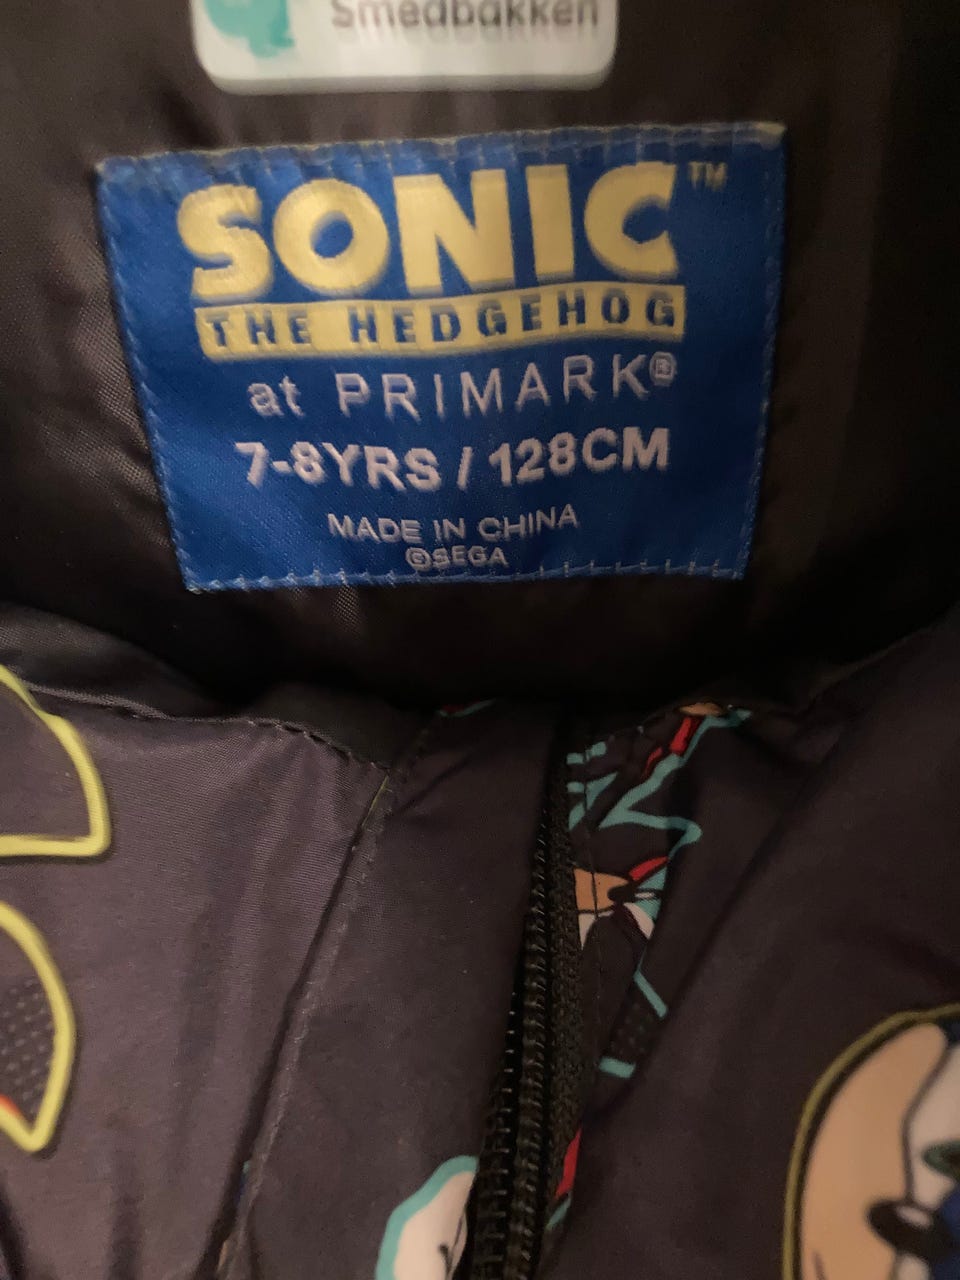 Smedbakken
SONIC™
THE HEDGEHOG
at PRIMARK®
7-8YRS / 128CM
MADE IN CHINA
©SEGA